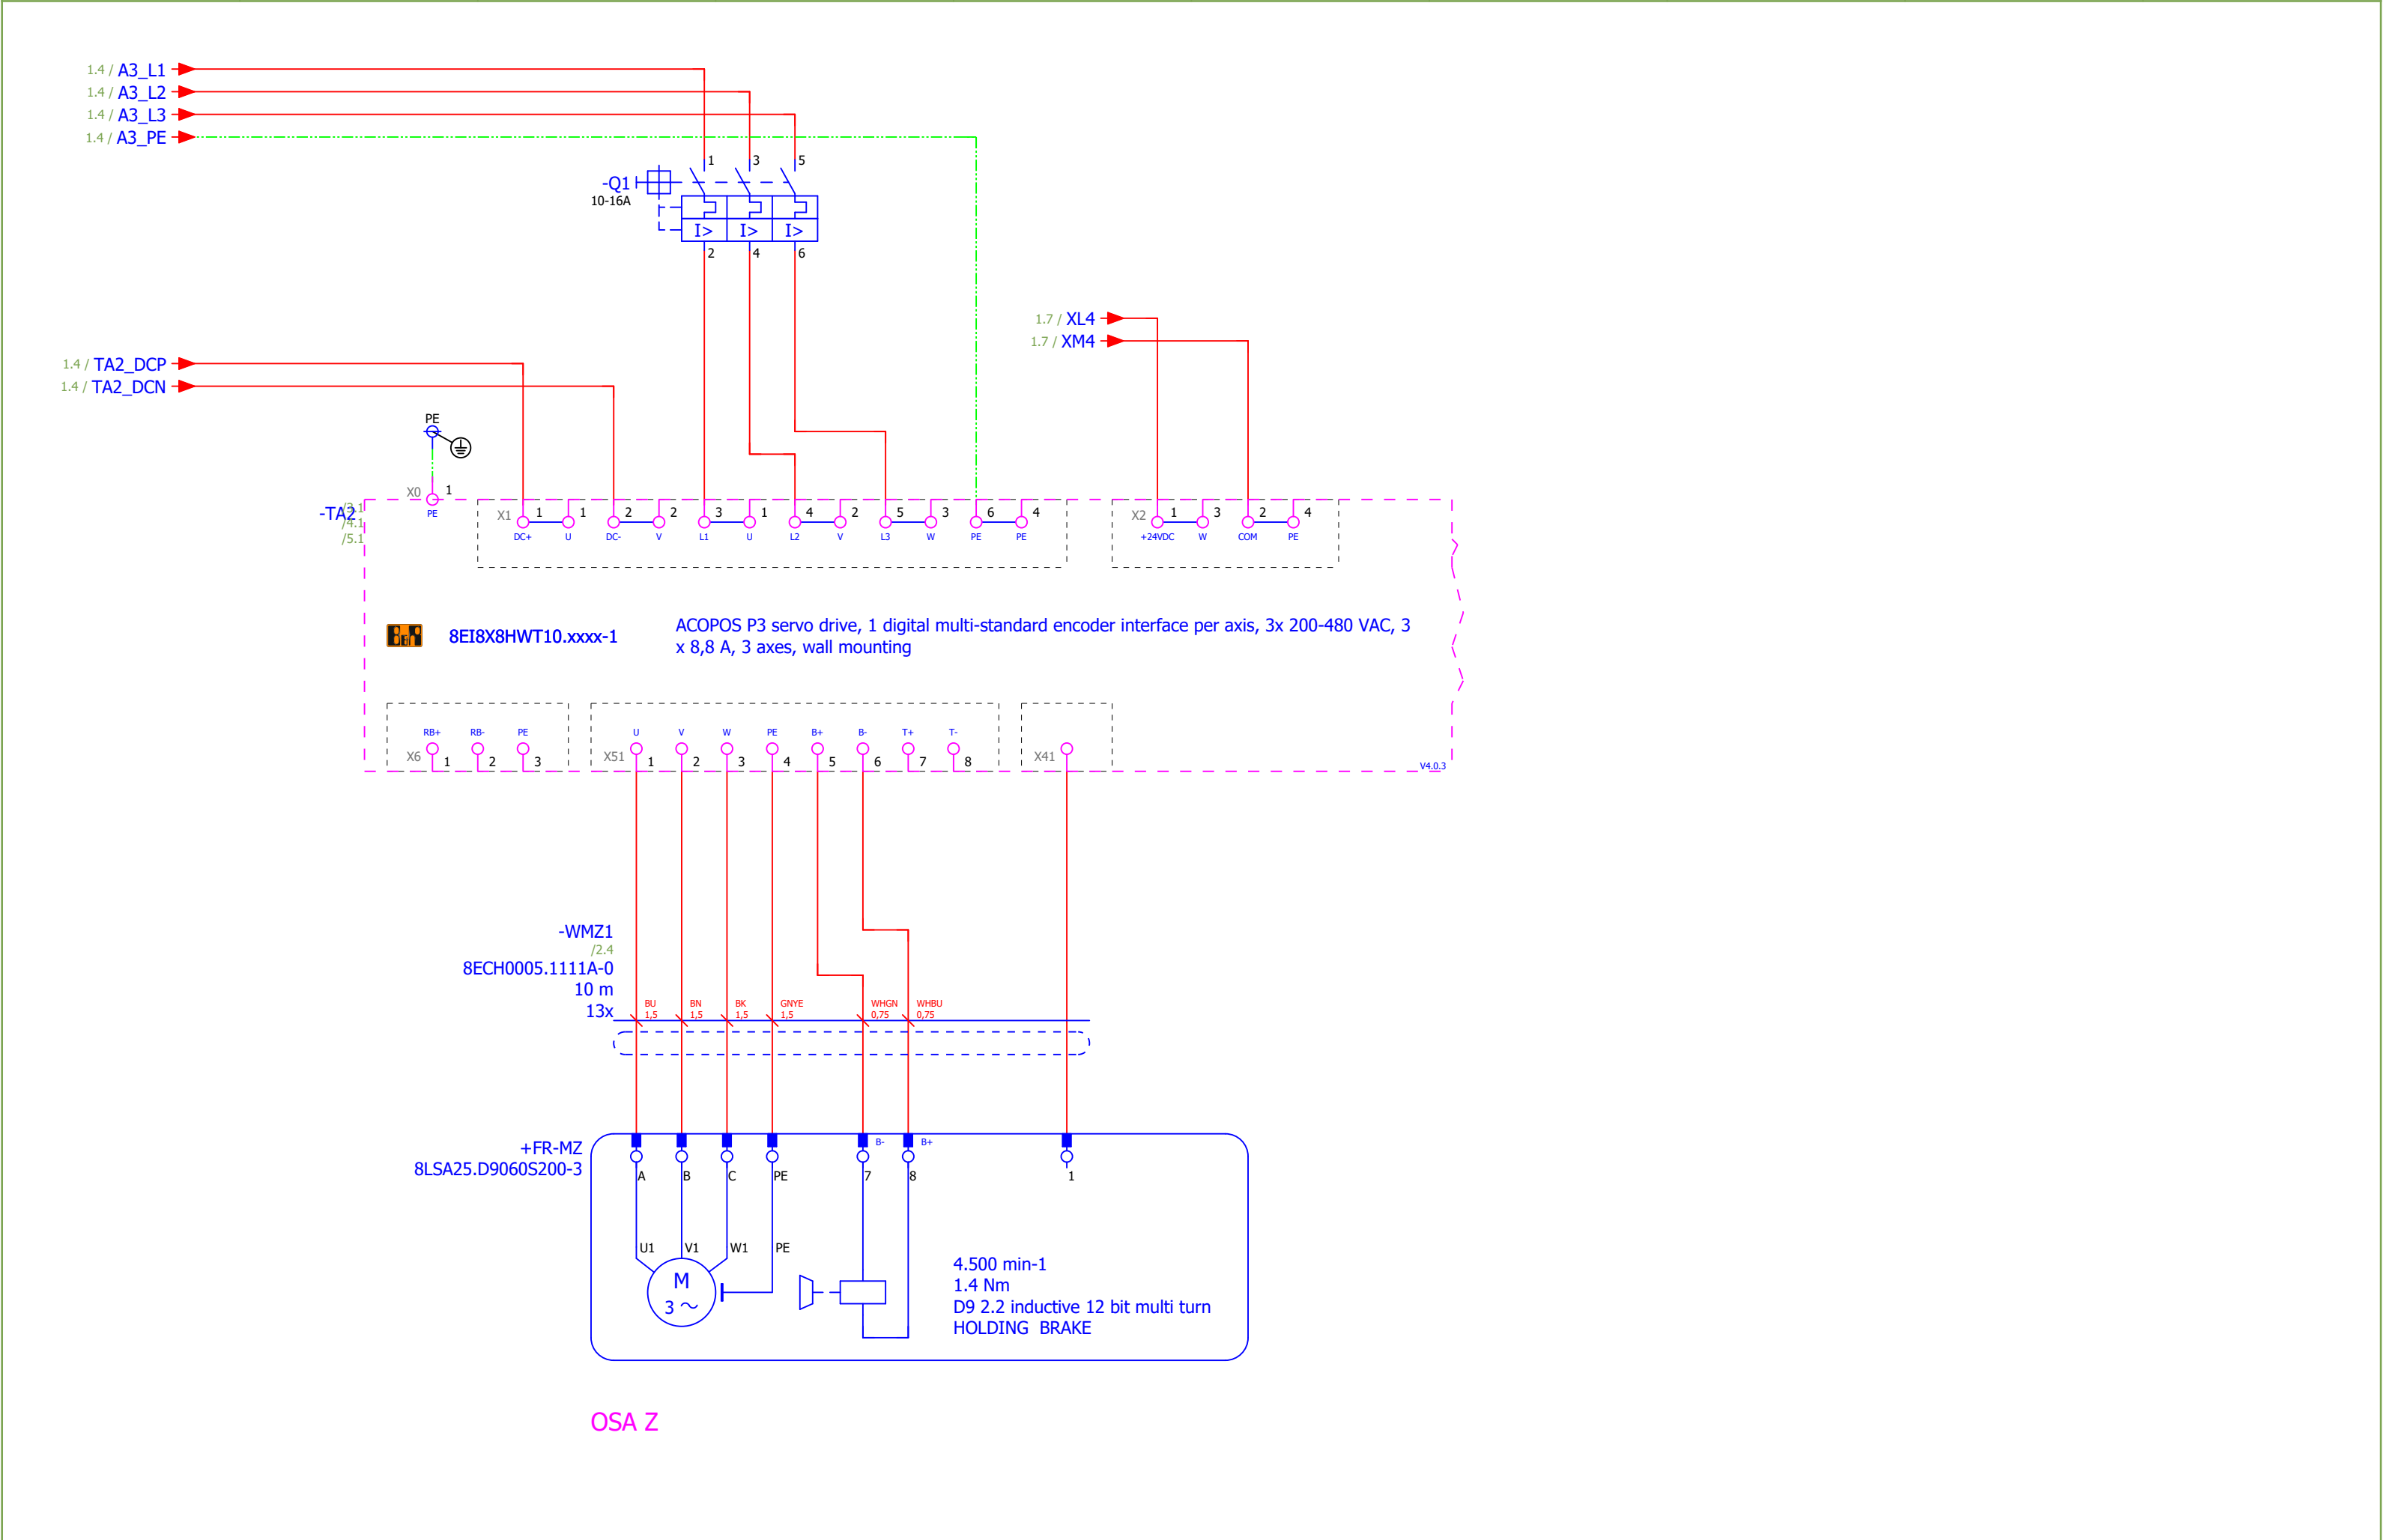 1.4 / A3_L1
1.4 / A3_L2
1.4 / A3_L3
1.4 / A3_PE
1 3 5
-Q1
10-16A
I> I> I>
2 4 6
1.7 / XL4
1.7 / XM4
1.4 / TA2_DCP
1.4 / TA2_DCN
PE
X0 1
PE
-TA2
/4.1
/5.1
X1 1 1 2 2 3 1 4 2 5 3 6 4
DC+ U DC- V L1 U L2 V L3 W PE PE
X2 1 3 2 4
+24VDC W COM PE
8EI8X8HWT10.xxxx-1
ACOPOS P3 servo drive, 1 digital multi-standard encoder interface per axis, 3x 200-480 VAC, 3
x 8,8 A, 3 axes, wall mounting
RB+ RB- PE
X6 1 2 3
U V W PE B+ B- T+ T-
X51 1 2 3 4 5 6 7 8
X41
V4.0.3
-WMZ1
/2.4
8ECH0005.1111A-0
10 m
13x
BU BN BK GNYE WHGN WHBU
1,5 1,5 1,5 1,5 0,75 0,75
+FR-MZ
8LSA25.D9060S200-3
B- B+
A B C PE 7 8 1
U1 V1 W1 PE
M
3
4.500 min-1
1.4 Nm
D9 2.2 inductive 12 bit multi turn
HOLDING BRAKE
OSA Z